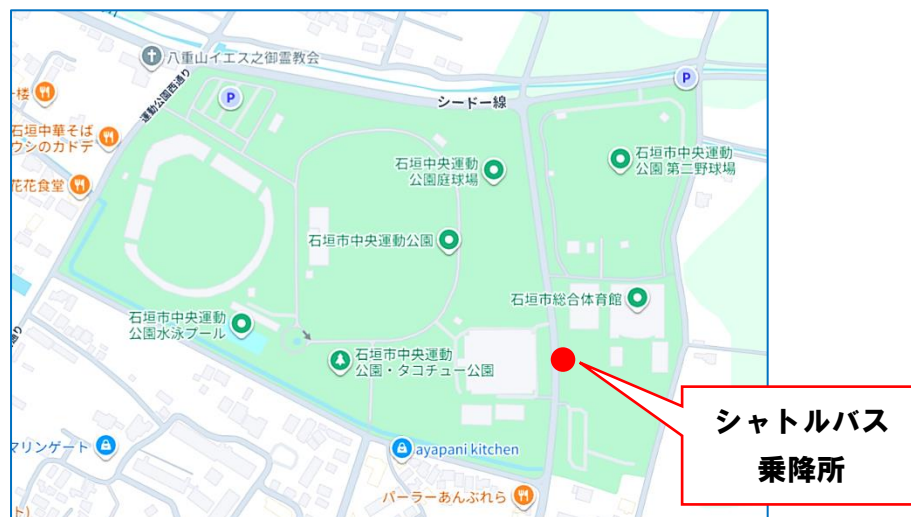 八重山イエス之御霊教会
一楼
P
P
運動公園西通り
シードー線
石垣中華そば
ウシのカドデ
石垣中央運動
公園庭球場
石垣市中央運動
公園 第二野球場
花花食堂
石垣市中央運動公園
石垣市総合体育館
石垣市中央運動
公園水泳プール
石垣市中央運動
公園・タコチュー公園
シャトルバス
乗降所
マリンゲート
ayapani kitchen
パーラーあんぶれら